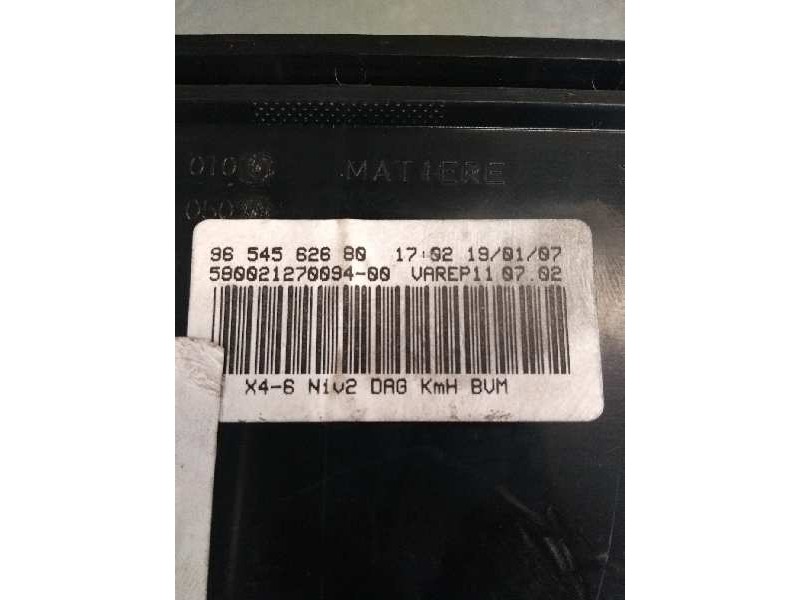 010
MATIERE
96 545 626 80 17:02 19/01/07
580021270094-00 VAREP11 07.02
X4-6 Niv2 DAG KmH BVM